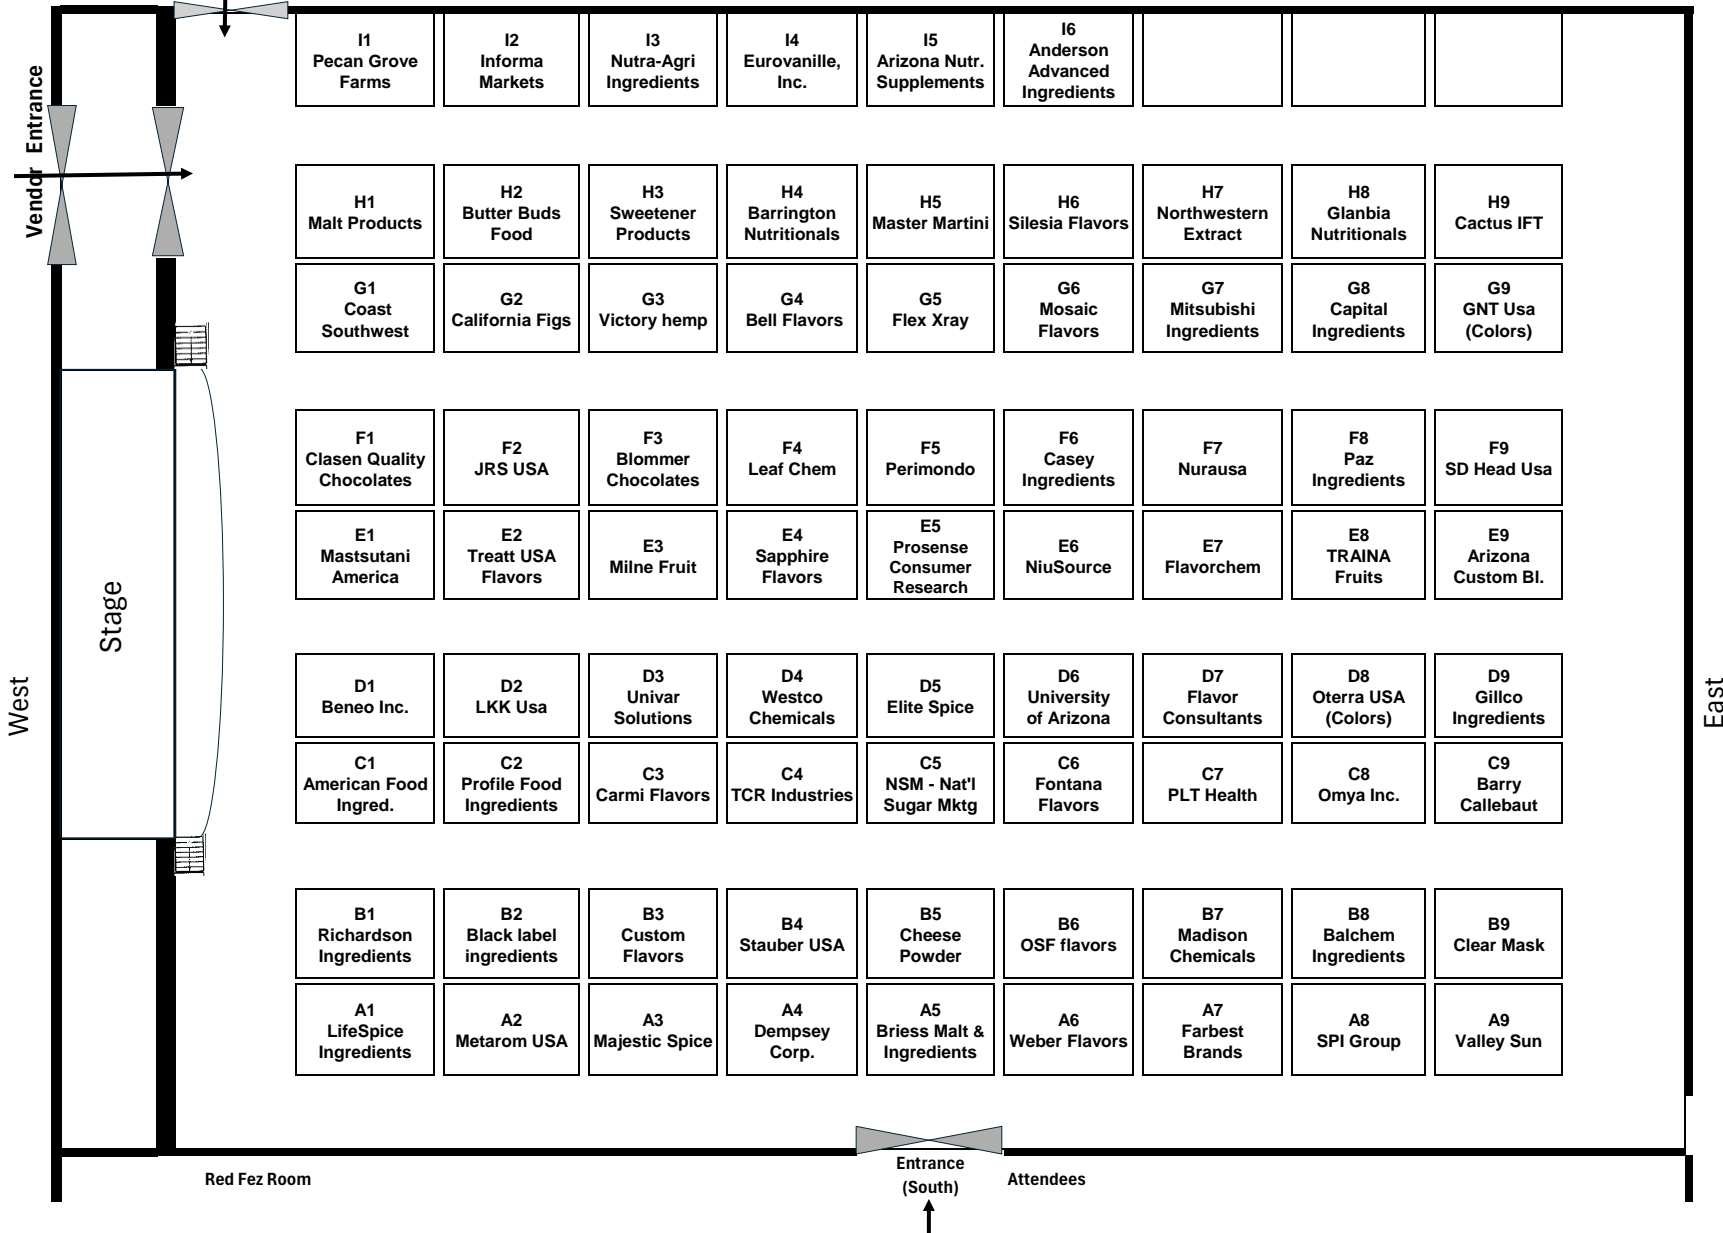 I1
Pecan Grove
Farms
I2
Informa
Markets
I3
Nutra-Agri
Ingredients
I4
Eurovanille,
Inc.
I5
Arizona Nutr.
Supplements
I6
Anderson
Advanced
Ingredients
Vendor Entrance
H1
Malt Products
H2
Butter Buds
Food
H3
Sweetener
Products
H4
Barrington
Nutritionals
H5
Master Martini
H6
Silesia Flavors
H7
Northwestern
Extract
H8
Glanbia
Nutritionals
H9
Cactus IFT
G1
Coast
Southwest
G2
California Figs
G3
Victory hemp
G4
Bell Flavors
G5
Flex Xray
G6
Mosaic
Flavors
G7
Mitsubishi
Ingredients
G8
Capital
Ingredients
G9
GNT Usa
(Colors)
F1
Clasen Quality
Chocolates
F2
JRS USA
F3
Blommer
Chocolates
F4
Leaf Chem
F5
Perimondo
F6
Casey
Ingredients
F7
Nurausa
F8
Paz
Ingredients
F9
SD Head Usa
E1
Mastsutani
America
E2
Treatt USA
Flavors
E3
Milne Fruit
E4
Sapphire
Flavors
E5
Prosense
Consumer
Research
E6
NiuSource
E7
Flavorchem
E8
TRAINA
Fruits
E9
Arizona
Custom Bl.
Stage
West
East
D1
Beneo Inc.
D2
LKK Usa
D3
Univar
Solutions
D4
Westco
Chemicals
D5
Elite Spice
D6
University
of Arizona
D7
Flavor
Consultants
D8
Oterra USA
(Colors)
D9
Gillco
Ingredients
C1
American Food
Ingred.
C2
Profile Food
Ingredients
C3
Carmi Flavors
C4
TCR Industries
C5
NSM - Nat'l
Sugar Mktg
C6
Fontana
Flavors
C7
PLT Health
C8
Omya Inc.
C9
Barry
Callebaut
B1
Richardson
Ingredients
B2
Black label
ingredients
B3
Custom
Flavors
B4
Stauber USA
B5
Cheese
Powder
B6
OSF flavors
B7
Madison
Chemicals
B8
Balchem
Ingredients
B9
Clear Mask
A1
LifeSpice
Ingredients
A2
Metarom USA
A3
Majestic Spice
A4
Dempsey
Corp.
A5
Briess Malt &
Ingredients
A6
Weber Flavors
A7
Farbest
Brands
A8
SPI Group
A9
Valley Sun
Red Fez Room
Entrance
(South)
Attendees